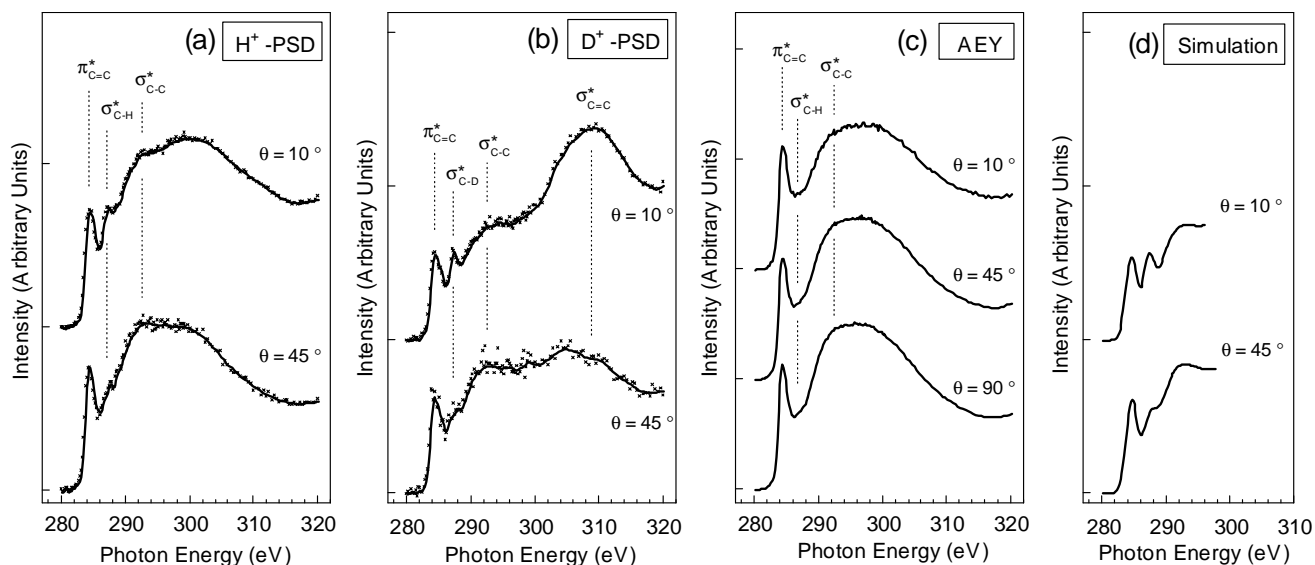 (a) H⁺ -PSD
π*C=C
σ*C-H
σ*C-C
θ = 10 °
θ = 45 °
Intensity (Arbitrary Units)
280 290 300 310 320
Photon Energy (eV)
(b) D⁺ -PSD
π*C=C
σ*C-D
σ*C-C
σ*C=C
θ = 10 °
θ = 45 °
Intensity (Arbitrary Units)
280 290 300 310 320
Photon Energy (eV)
(c) AEY
π*C=C
σ*C-H
σ*C-C
θ = 10 °
θ = 45 °
θ = 90 °
Intensity (Arbitrary Units)
280 290 300 310 320
Photon Energy (eV)
(d) Simulation
θ = 10 °
θ = 45 °
Intensity (Arbitrary Units)
280 290 300 310
Photon Energy (eV)